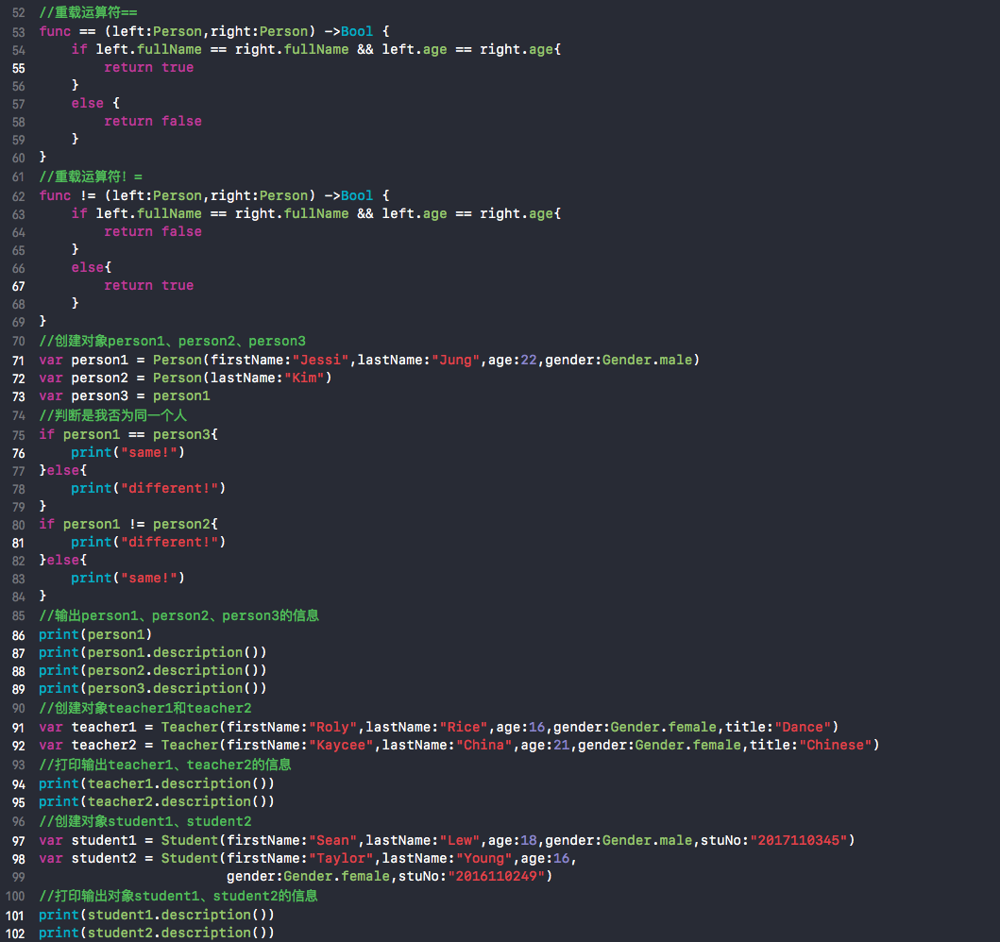 52 //重载运算符==
53 func == (left:Person,right:Person) ->Bool {
54     if left.fullName == right.fullName && left.age == right.age{
55         return true
56     }
57     else {
58         return false
59     }
60 }
61 //重载运算符！=
62 func != (left:Person,right:Person) ->Bool {
63     if left.fullName == right.fullName && left.age == right.age{
64         return false
65     }
66     else{
67         return true
68     }
69 }
70 //创建对象person1、person2、person3
71 var person1 = Person(firstName:"Jessi",lastName:"Jung",age:22,gender:Gender.male)
72 var person2 = Person(lastName:"Kim")
73 var person3 = person1
74 //判断是我否为同一个人
75 if person1 == person3{
76     print("same!")
77 }else{
78     print("different!")
79 }
80 if person1 != person2{
81     print("different!")
82 }else{
83     print("same!")
84 }
85 //输出person1、person2、person3的信息
86 print(person1)
87 print(person1.description())
88 print(person2.description())
89 print(person3.description())
90 //创建对象teacher1和teacher2
91 var teacher1 = Teacher(firstName:"Roly",lastName:"Rice",age:16,gender:Gender.female,title:"Dance")
92 var teacher2 = Teacher(firstName:"Kaycee",lastName:"China",age:21,gender:Gender.female,title:"Chinese")
93 //打印输出teacher1、teacher2的信息
94 print(teacher1.description())
95 print(teacher2.description())
96 //创建对象student1、student2
97 var student1 = Student(firstName:"Sean",lastName:"Lew",age:18,gender:Gender.male,stuNo:"2017110345")
98 var student2 = Student(firstName:"Taylor",lastName:"Young",age:16,
99                        gender:Gender.female,stuNo:"2016110249")
100 //打印输出对象student1、student2的信息
101 print(student1.description())
102 print(student2.description())